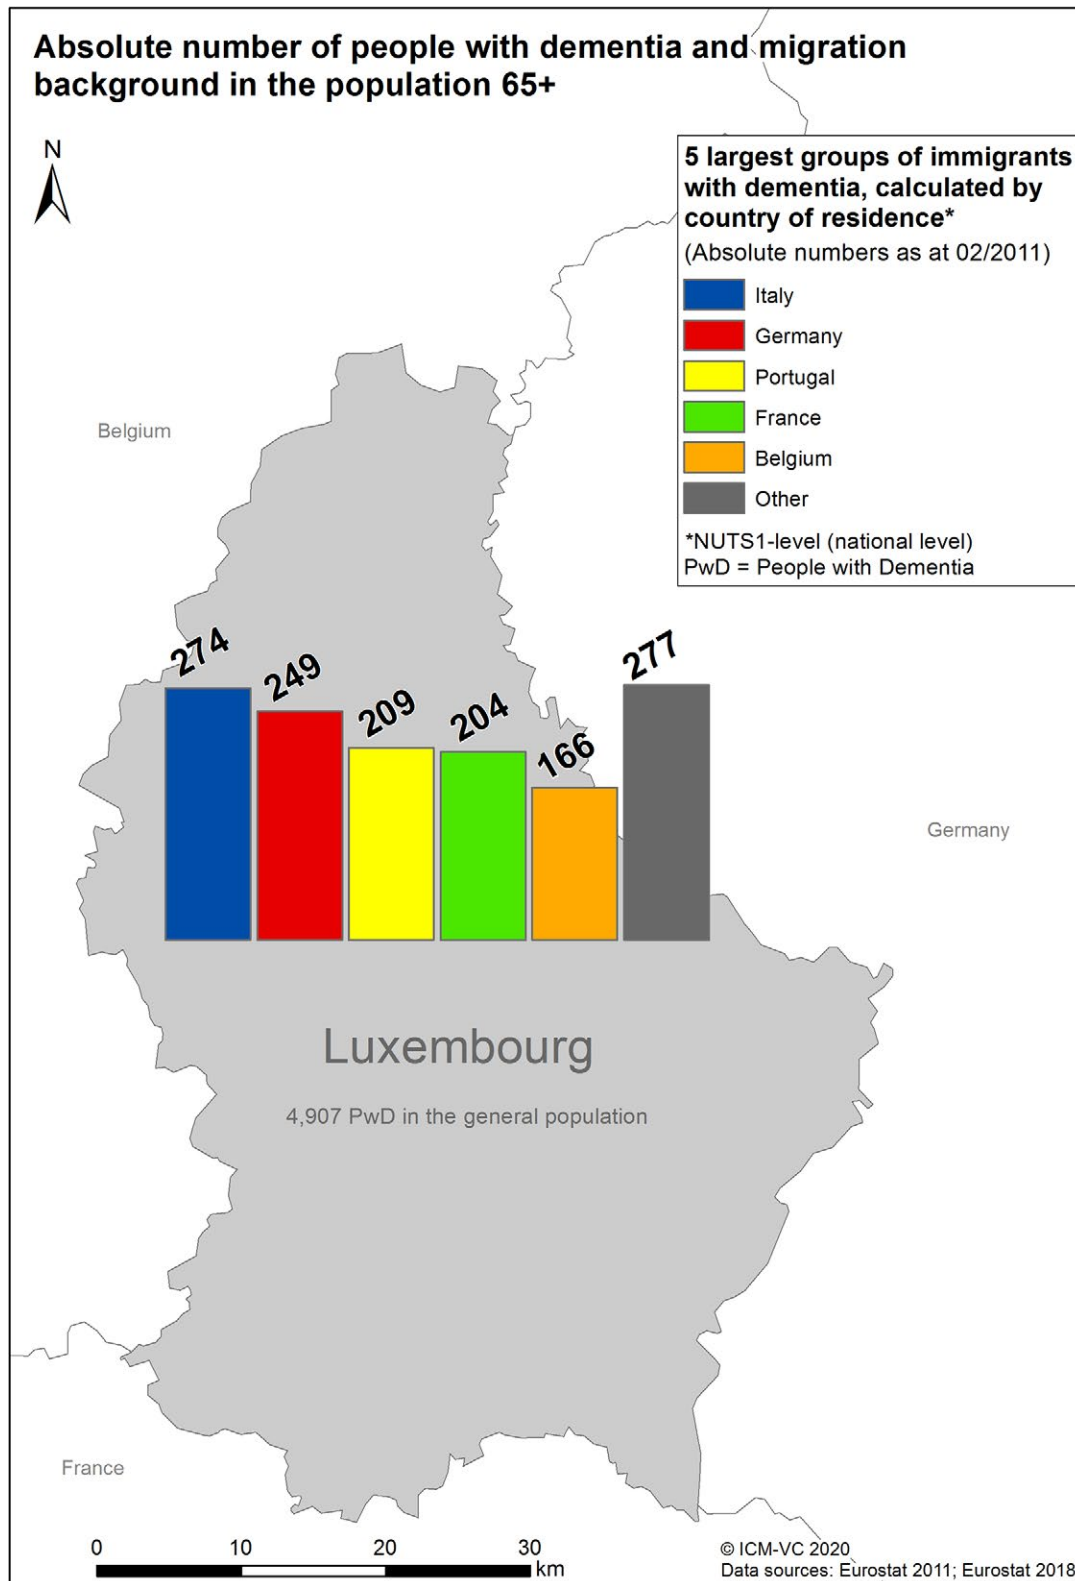 Absolute number of people with dementia and migration
background in the population 65+
N
5 largest groups of immigrants
with dementia, calculated by
country of residence*
(Absolute numbers as at 02/2011)
Italy
Germany
Portugal
France
Belgium
Other
*NUTS1-level (national level)
PwD = People with Dementia
Belgium
274
249
209
204
166
277
Germany
Luxembourg
4,907 PwD in the general population
France
0 10 20 30
km
© ICM-VC 2020
Data sources: Eurostat 2011; Eurostat 2018